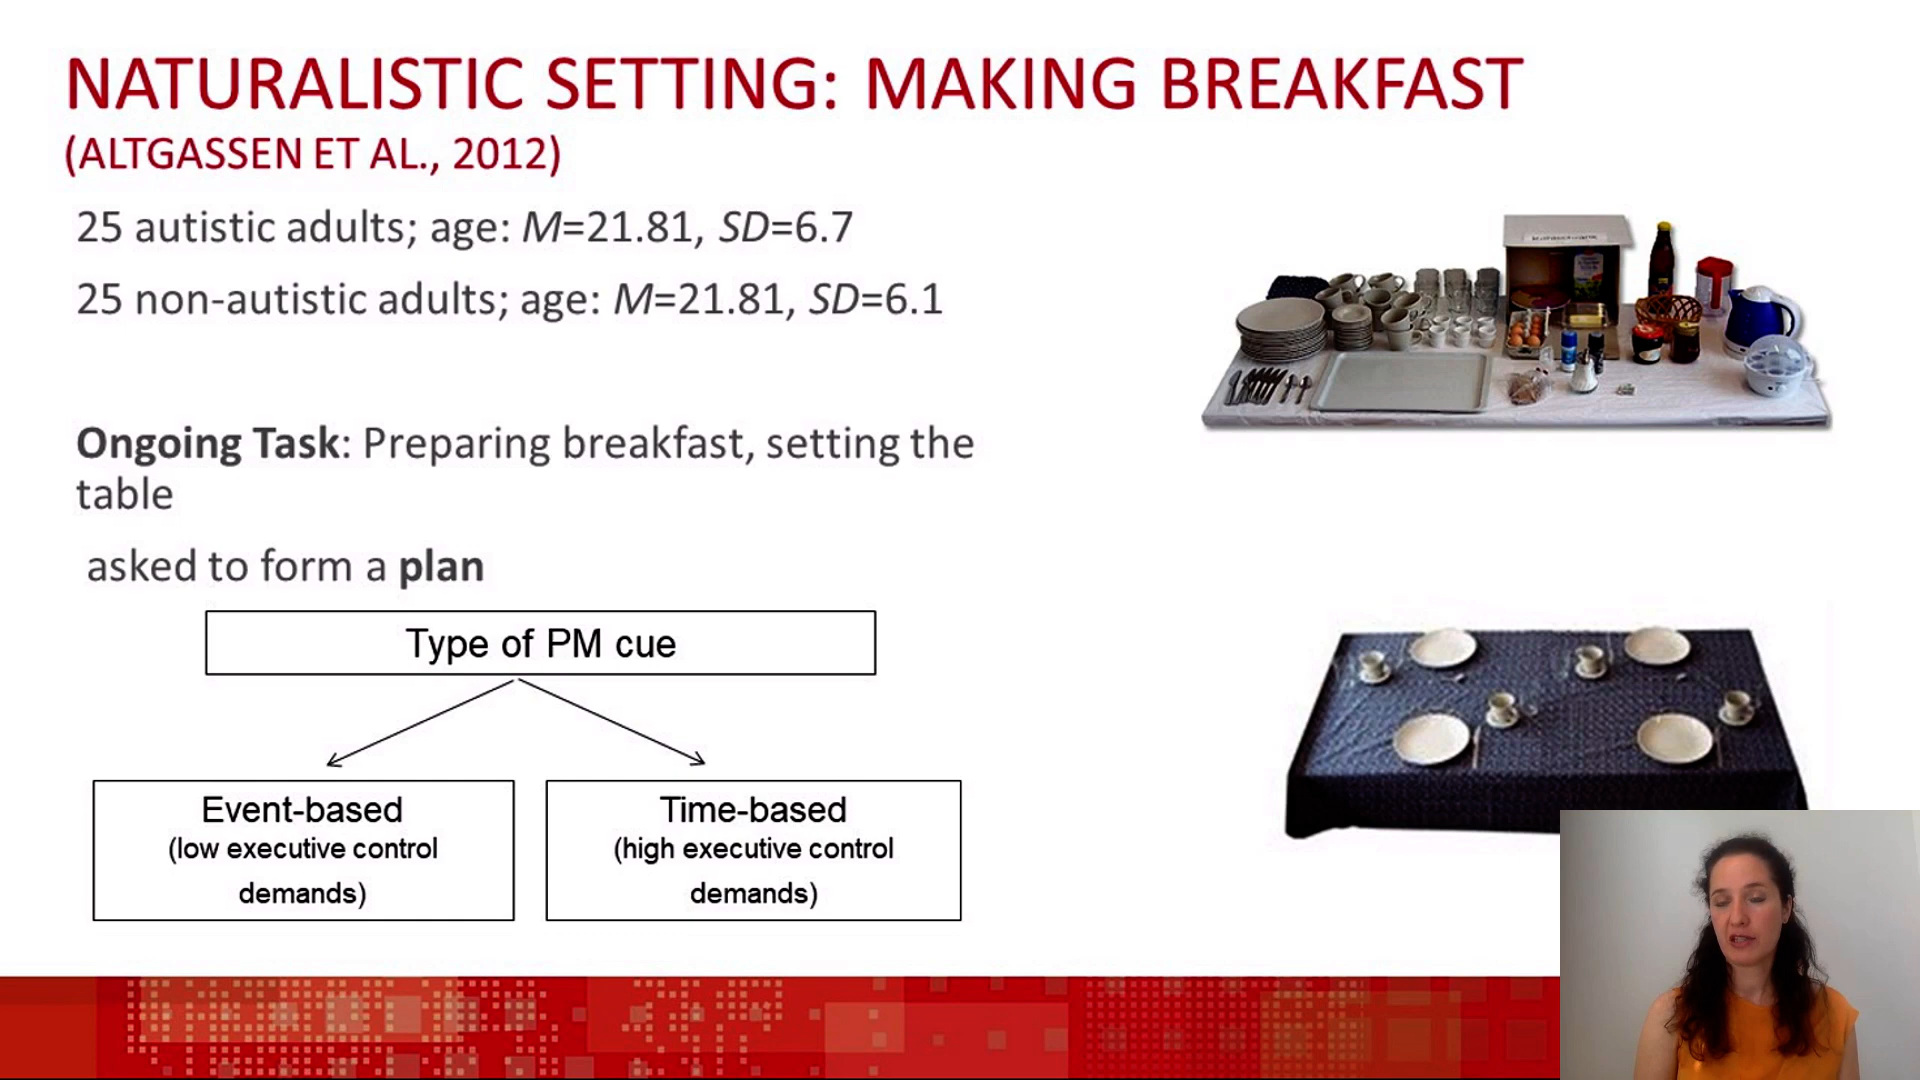 NATURALISTIC SETTING: MAKING BREAKFAST
(ALTGASSEN ET AL., 2012)
25 autistic adults; age: M=21.81, SD=6.7
25 non-autistic adults; age: M=21.81, SD=6.1
Ongoing Task: Preparing breakfast, setting the
table
asked to form a plan
Type of PM cue
Event-based
(low executive control
demands)
Time-based
(high executive control
demands)